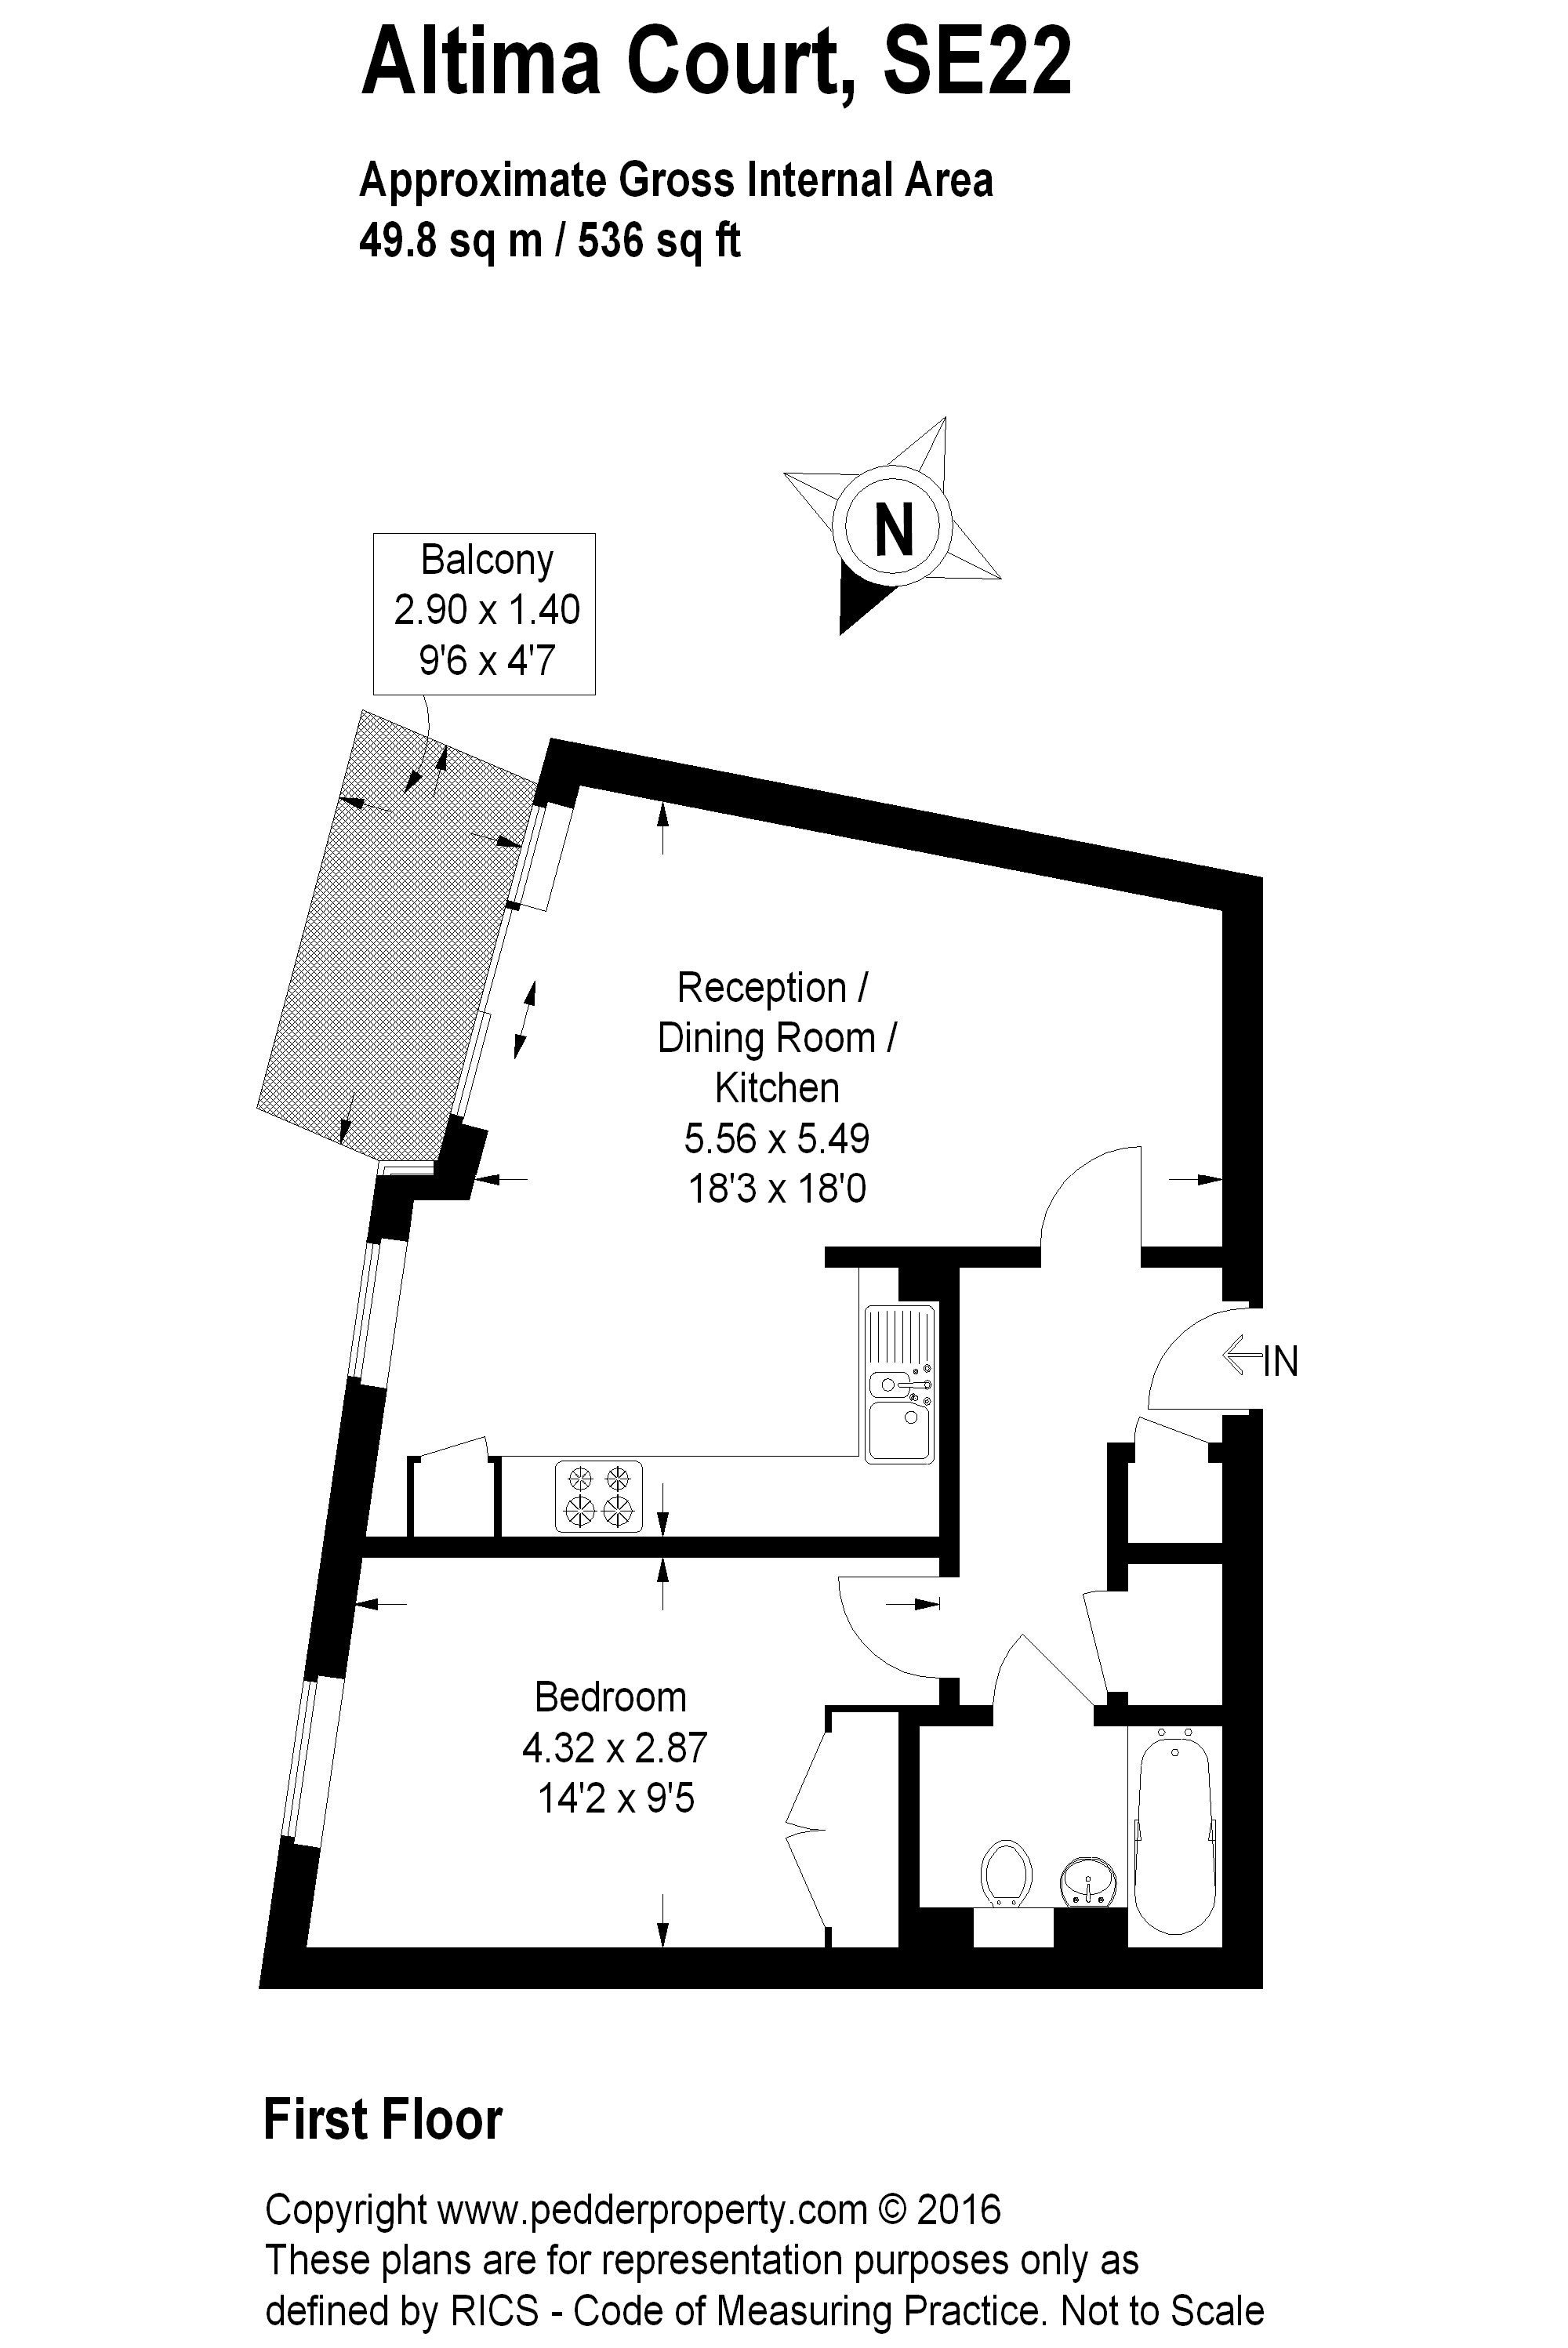 Altima Court, SE22
Approximate Gross Internal Area
49.8 sq m / 536 sq ft
N
Balcony
2.90 x 1.40
9'6 x 4'7
Reception /
Dining Room /
Kitchen
5.56 x 5.49
18'3 x 18'0
IN
Bedroom
4.32 x 2.87
14'2 x 9'5
First Floor
Copyright www.pedderproperty.com © 2016
These plans are for representation purposes only as
defined by RICS - Code of Measuring Practice. Not to Scale